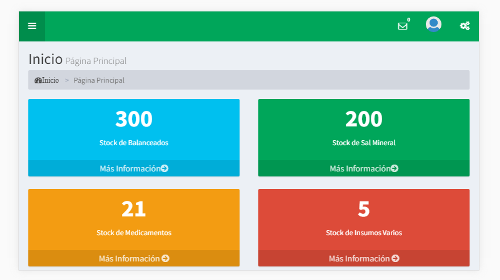 0
Inicio Página Principal
Inicio > Página Principal
300
Stock de Balanceados
Más Información
200
Stock de Sal Mineral
Más Información
21
Stock de Medicamentos
Más Información
5
Stock de Insumos Varios
Más Información